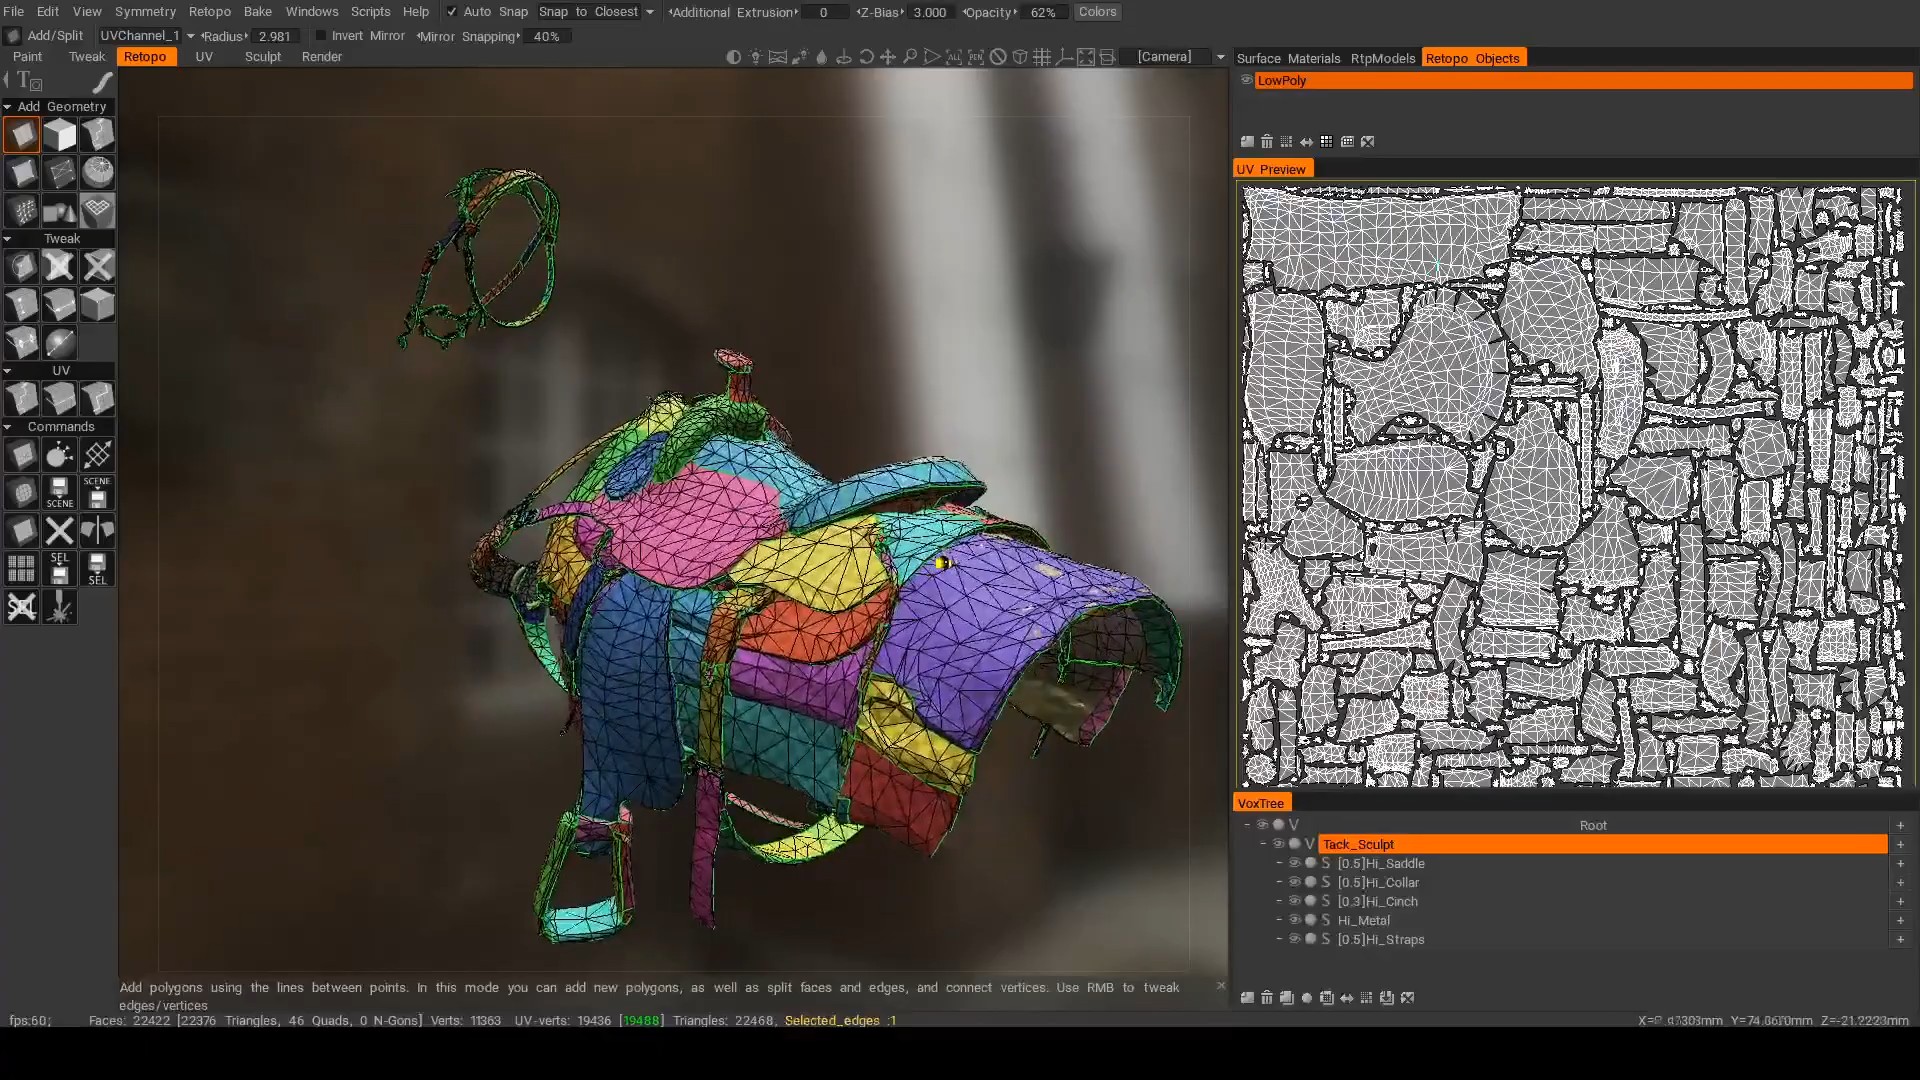 File Edit View Symmetry Retopo Bake Windows Scripts Help Auto Snap Snap to Closest Additional Extrusion 0 Z-Bias 3.000 Opacity 62% Colors
Add/Split UVChannel_1 Radius 2.981 Invert Mirror Mirror Snapping 40%
Paint Tweak Retopo UV Sculpt Render [Camera] Surface Materials RtpModels Retopo Objects
LowPoly
Add Geometry
UV Preview
Tweak
UV
Commands
SCENE SCENE
SEL SEL
SEL
VoxTree
Root
Tack_Sculpt
[0.5]Hi_Saddle
[0.5]Hi_Collar
[0.3]Hi_Cinch
Hi_Metal
[0.5]Hi_Straps
Add polygons using the lines between points. In this mode you can add new polygons, as well as split faces and edges, and connect vertices. Use RMB to tweak
edges/vertices
fps:60; Faces: 22422 [22376 Triangles, 46 Quads, 0 N-Gons] Verts: 11363 UV-verts: 19436 [19488] Triangles: 22468, Selected_edges :1